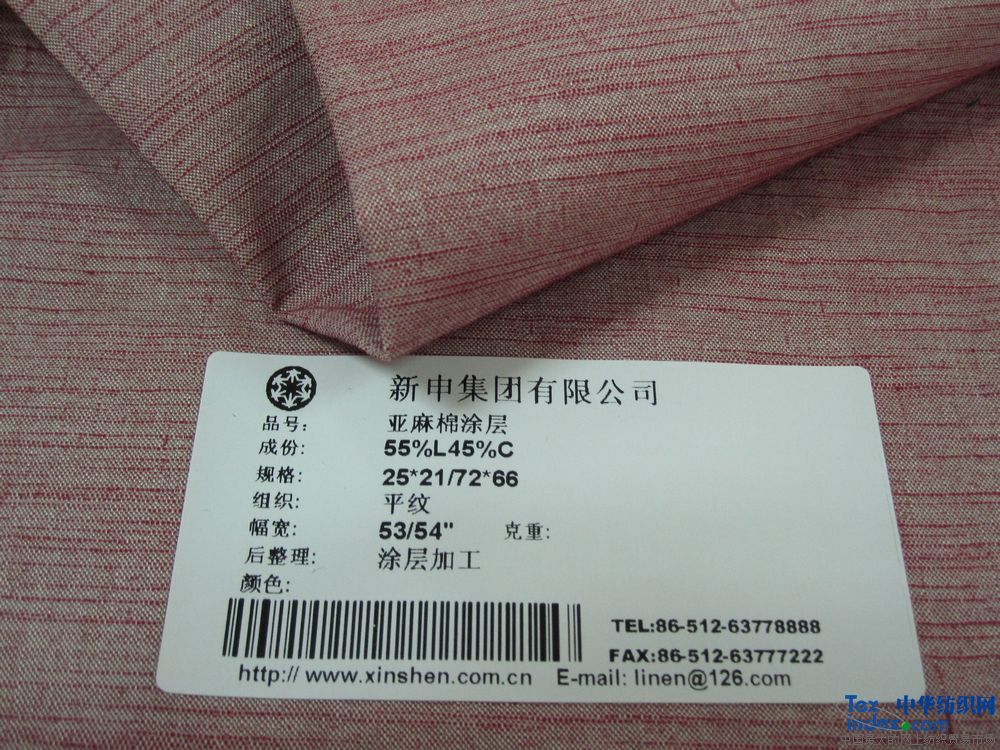 新申集团有限公司
品号: 亚麻棉涂层
成份: 55%L45%C
规格: 25*21/72*66
组织: 平纹
幅宽: 53/54" 克重:
后整理: 涂层加工
颜色:
TEL:86-512-63778888
FAX:86-512-63777222
http://www.xinshen.com.cn E-mail: linen@126.com
Tex 中华纺织网
index.com